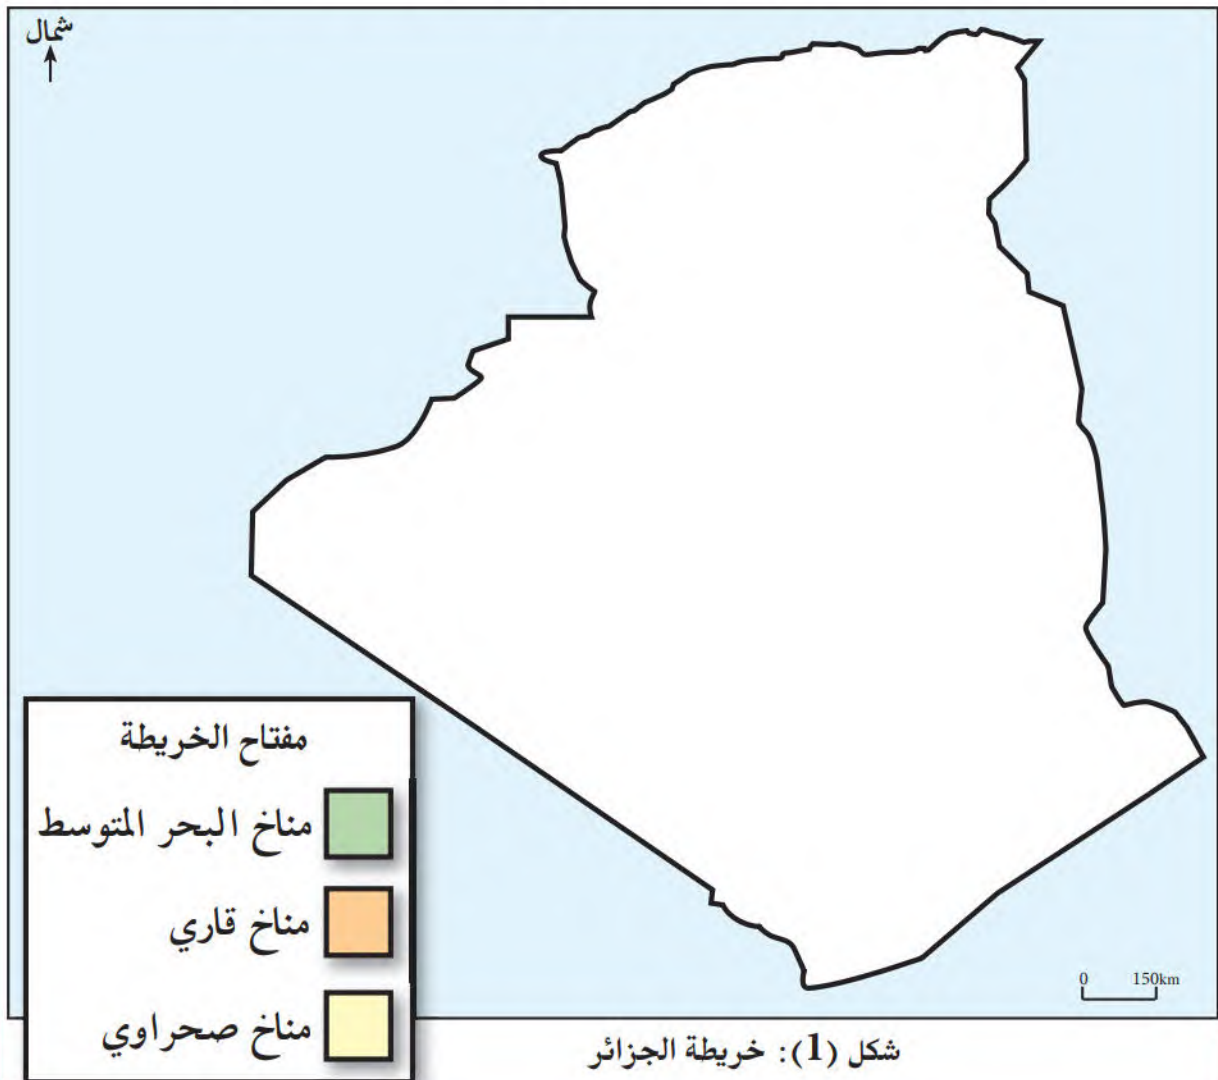 شمال
مفتاح الخريطة
مناخ البحر المتوسط
مناخ قاري
مناخ صحراوي
0 150km
شكل (1): خريطة الجزائر